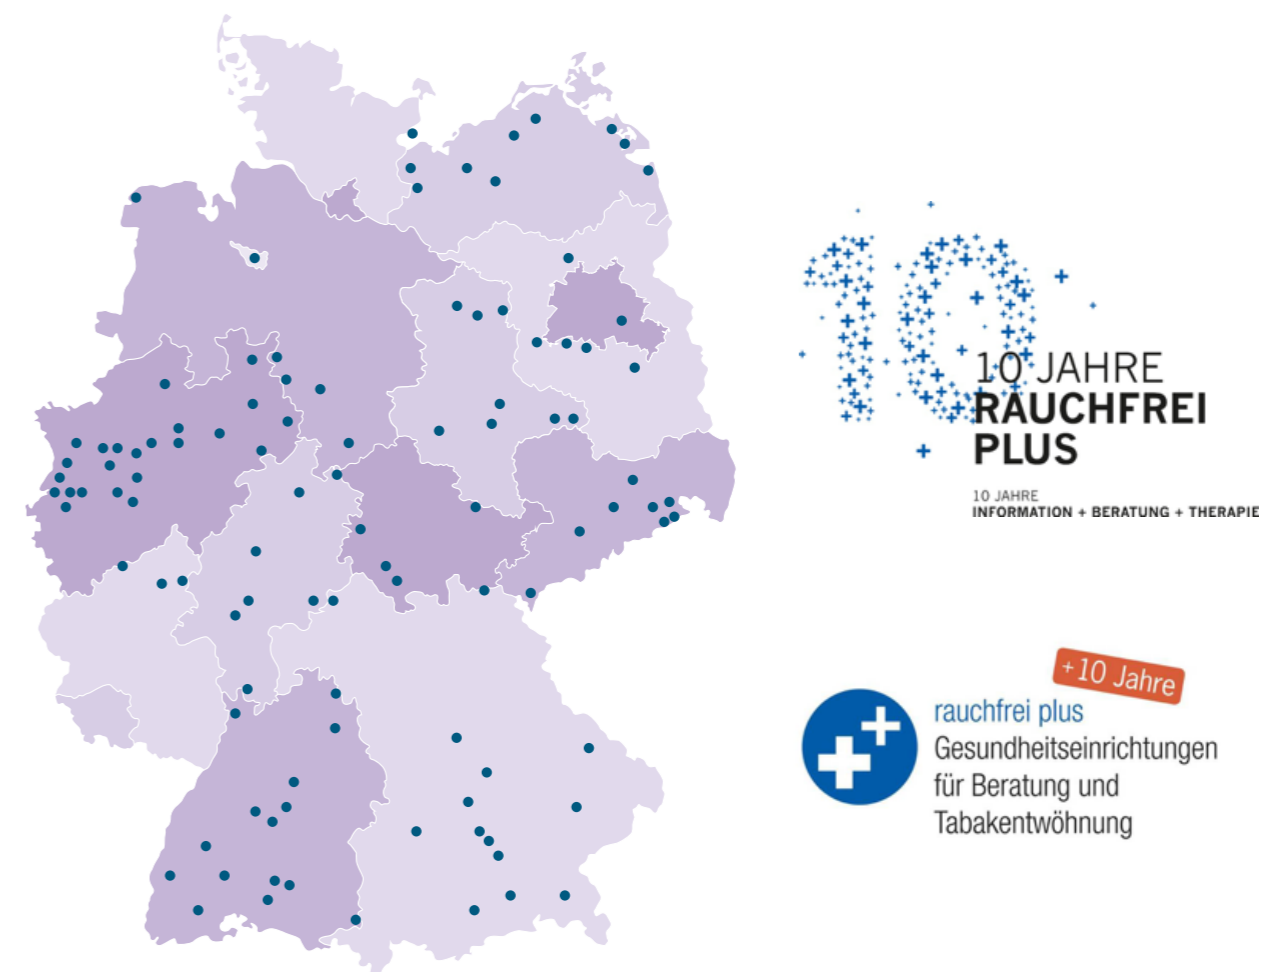 10 JAHRE
RAUCHFREI
PLUS
10 JAHRE
INFORMATION + BERATUNG + THERAPIE
+10 Jahre
rauchfrei plus
Gesundheitseinrichtungen
für Beratung und
Tabakentwöhnung